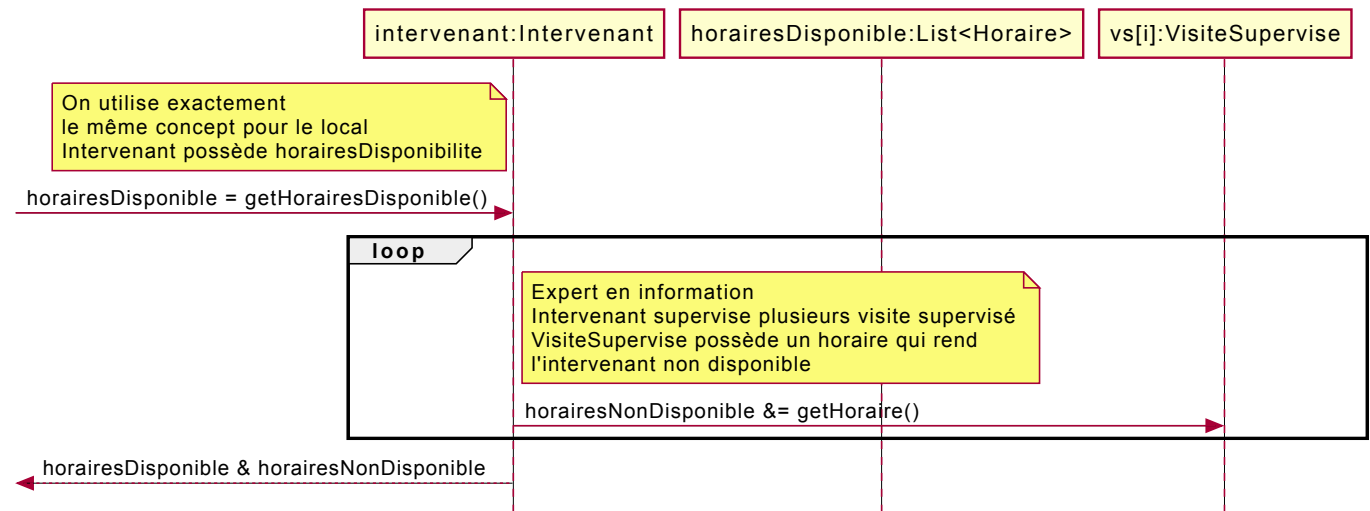 intervenant:Intervenant
horairesDisponible:List<Horaire>
vs[i]:VisiteSupervise
On utilise exactement
le même concept pour le local
Intervenant possède horairesDisponibilite
horairesDisponible = getHorairesDisponible()
loop
Expert en information
Intervenant supervise plusieurs visite supervisé
VisiteSupervise possède un horaire qui rend
l'intervenant non disponible
horairesNonDisponible &= getHoraire()
horairesDisponible & horairesNonDisponible